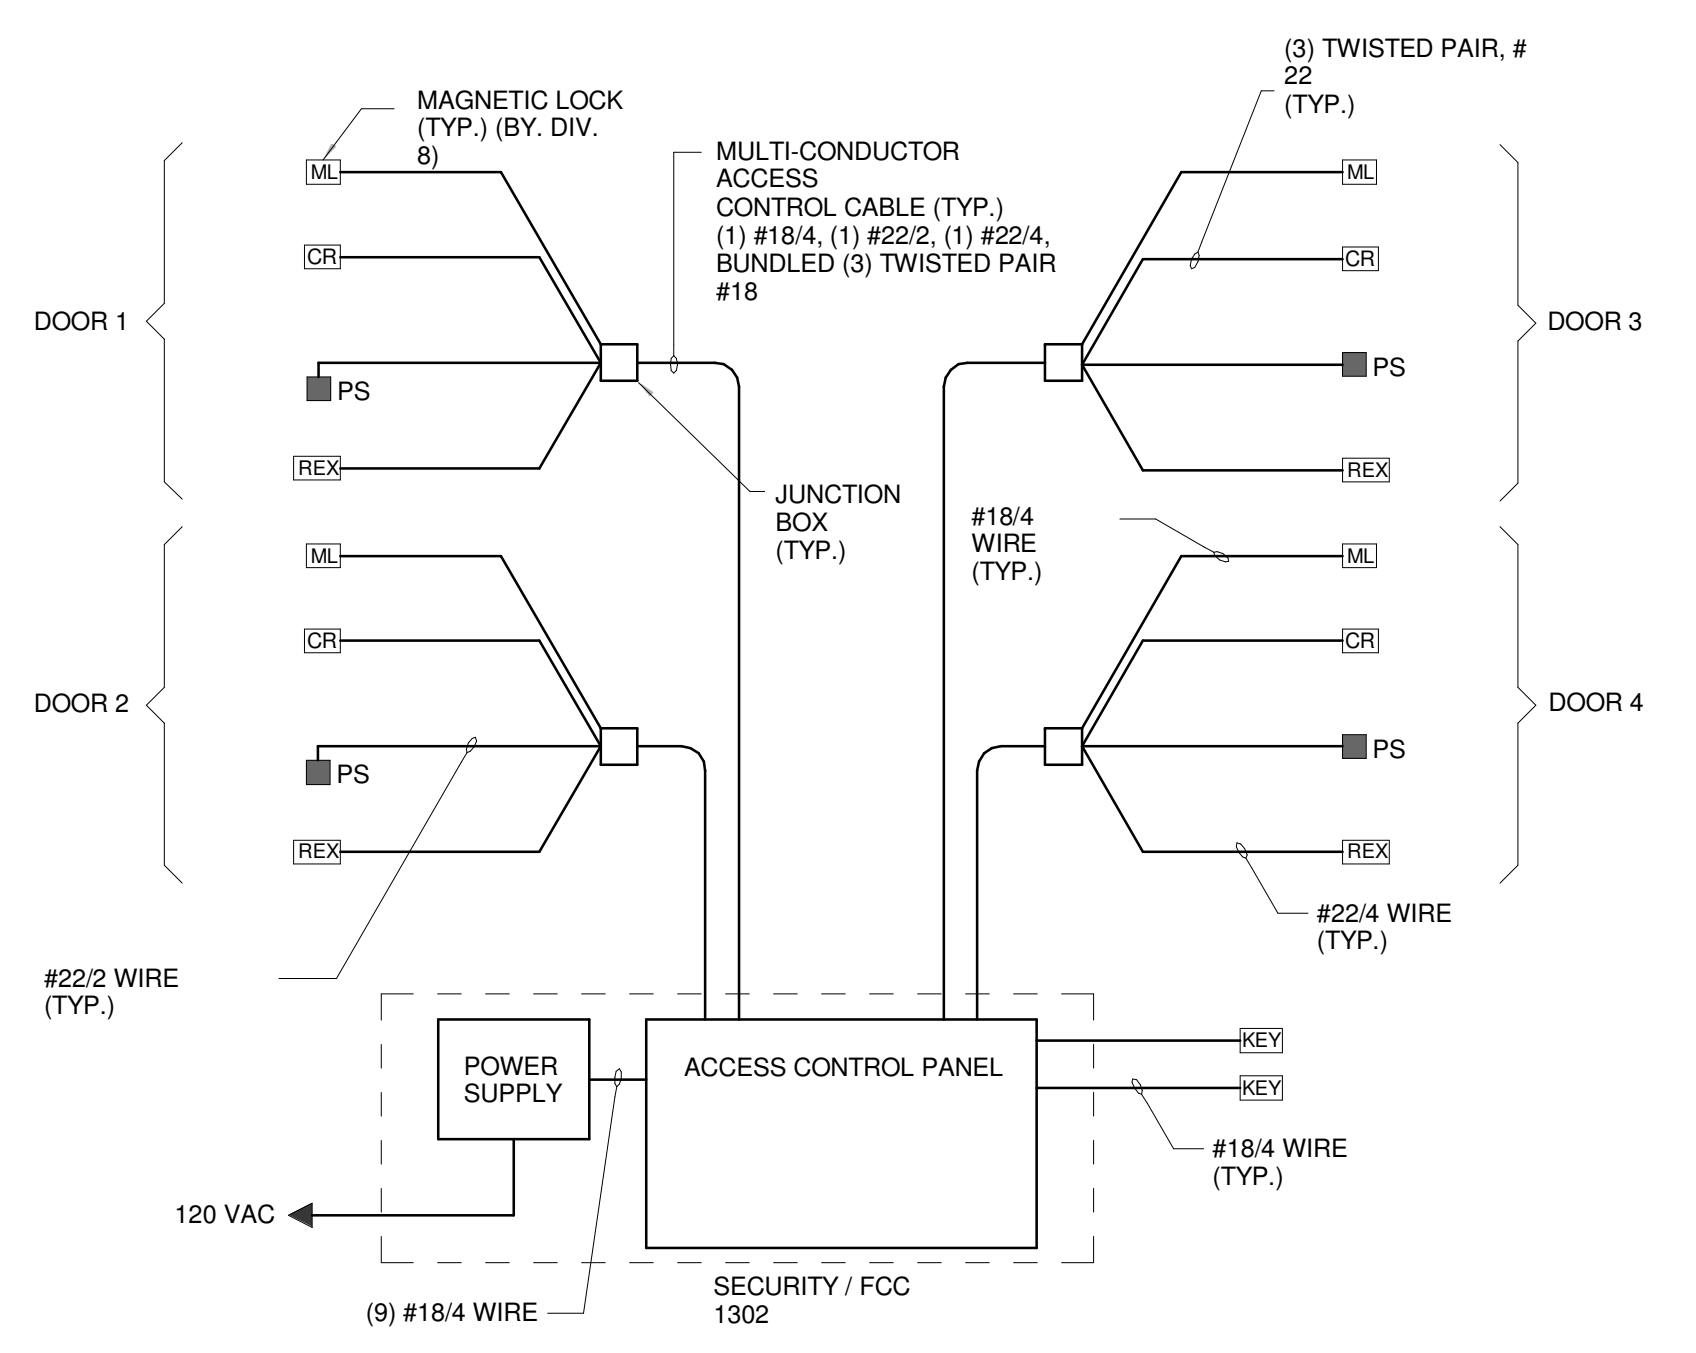 (3) TWISTED PAIR, #
22
(TYP.)
MAGNETIC LOCK
(TYP.) (BY. DIV.
8)
MULTI-CONDUCTOR
ACCESS
CONTROL CABLE (TYP.)
(1) #18/4, (1) #22/2, (1) #22/4,
BUNDLED (3) TWISTED PAIR
#18
DOOR 1
ML
CR
PS
REX
JUNCTION
BOX
(TYP.)
DOOR 3
ML
CR
PS
REX
DOOR 2
ML
CR
PS
REX
#22/2 WIRE
(TYP.)
#18/4
WIRE
(TYP.)
DOOR 4
ML
CR
PS
REX
#22/4 WIRE
(TYP.)
POWER
SUPPLY
ACCESS CONTROL PANEL
KEY
KEY
#18/4 WIRE
(TYP.)
120 VAC
(9) #18/4 WIRE
SECURITY / FCC
1302